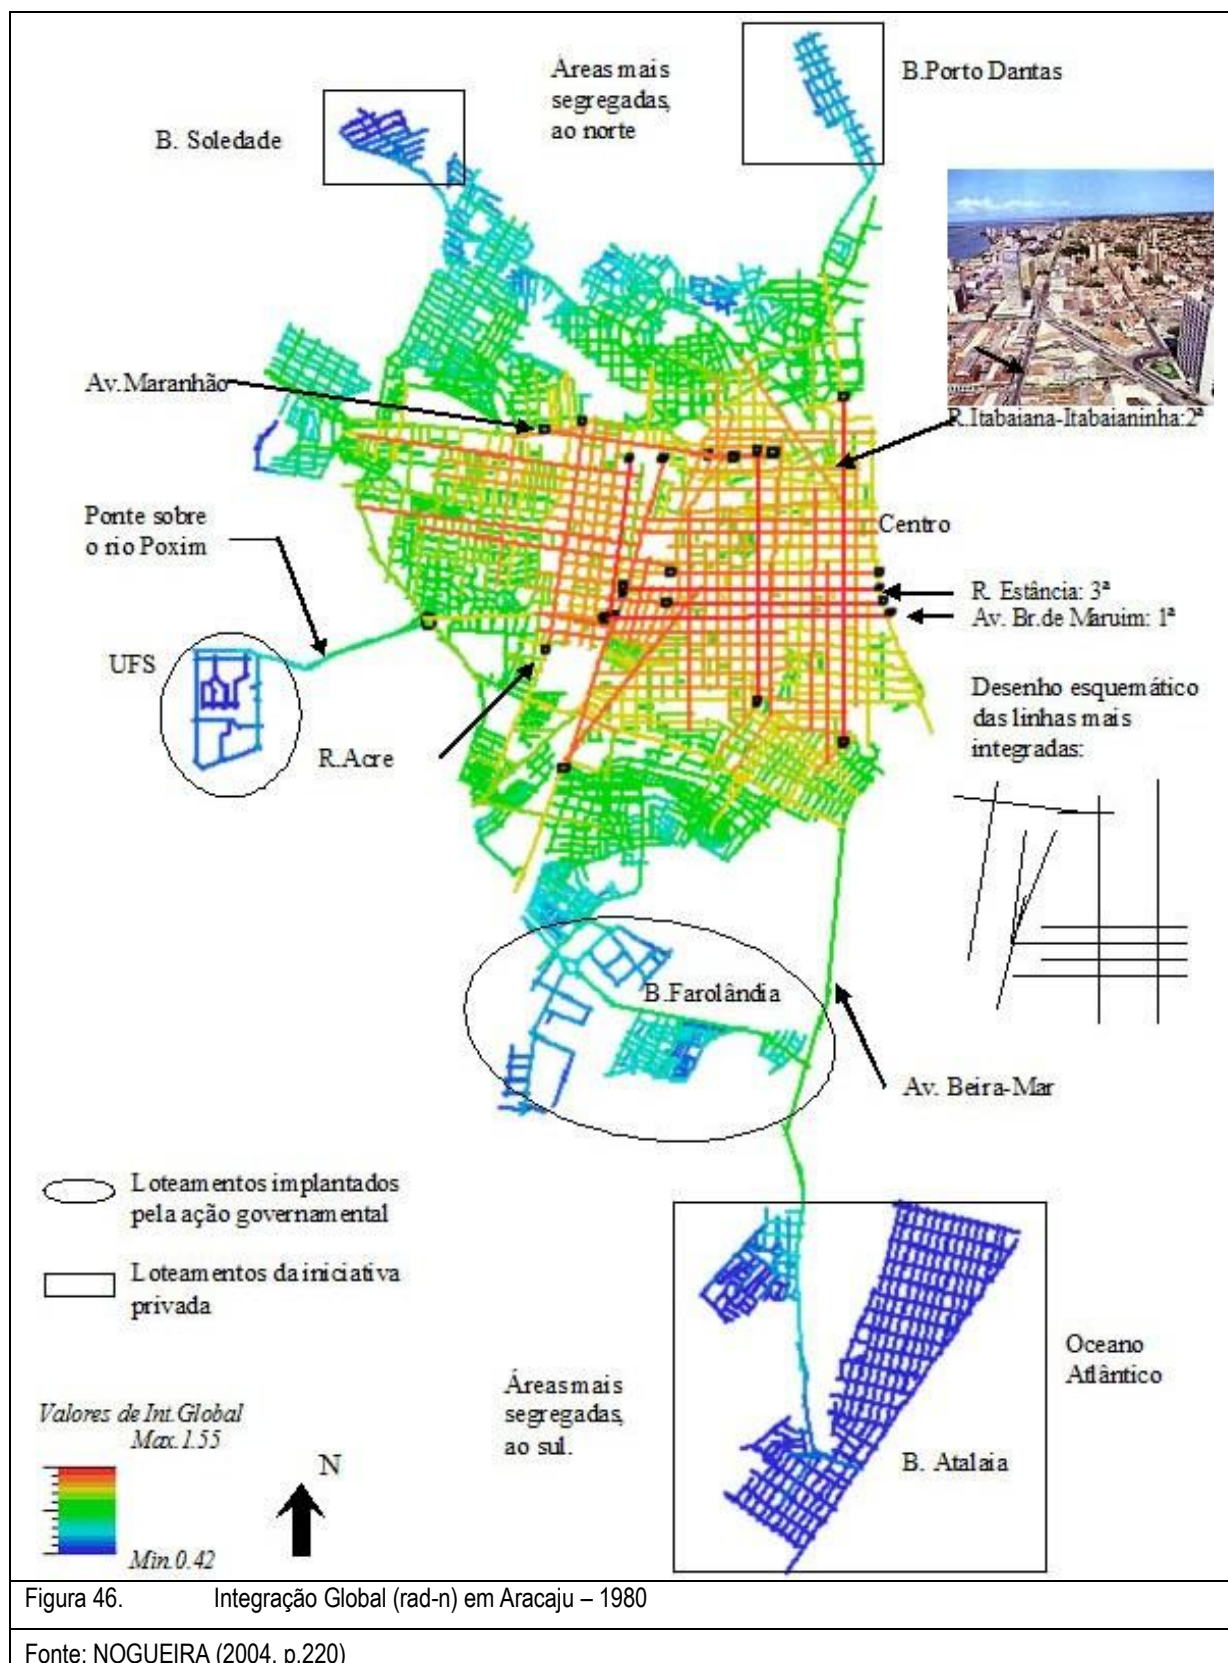 Áreas mais
segregadas,
ao norte
B.Porto Dantas
B. Soledade
Av.Maranhão
R.Itabaiana-Itabaianinha:2ª
Ponte sobre
o rio Poxim
Centro
R. Estância: 3ª
Av. Br.de Maruim: 1ª
UFS
R.Acre
Desenho esquemático
das linhas mais
integradas:
B.Farolândia
Av. Beira-Mar
Loteamentos implantados
pela ação governamental
Loteamentos da iniciativa
privada
Oceano
Atlântico
Áreas mais
segregadas,
ao sul.
B. Atalaia
Valores de Int.Global
Max.1.55
Min.0.42
N
Figura 46. Integração Global (rad-n) em Aracaju – 1980
Fonte: NOGUEIRA (2004, p.220)